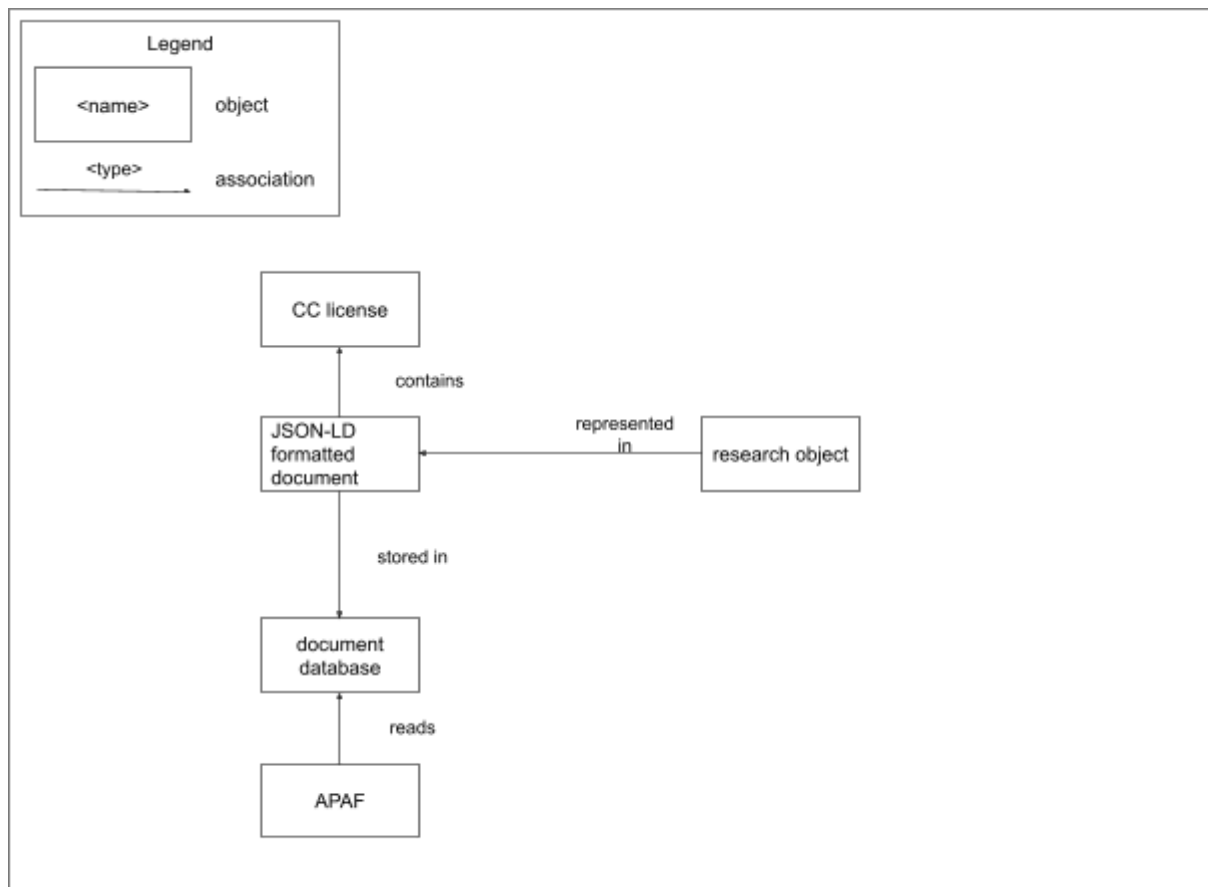 Legend
<name>
object
<type>
association
CC license
contains
JSON-LD
formatted
document
represented
in
research object
stored in
document
database
reads
APAF